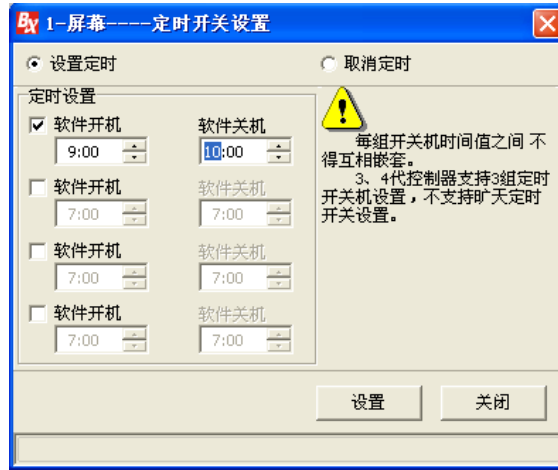 BX 1-屏幕----定时开关设置
设置定时 取消定时
定时设置
软件开机 软件关机
9:00 10:00
软件开机 软件关机
7:00 7:00
软件开机 软件关机
7:00 7:00
软件开机 软件关机
7:00 7:00
每组开关机时间值之间 不
得互相嵌套。
3、4代控制器支持3组定时
开关机设置，不支持旷天定时
开关设置。
设置 关闭